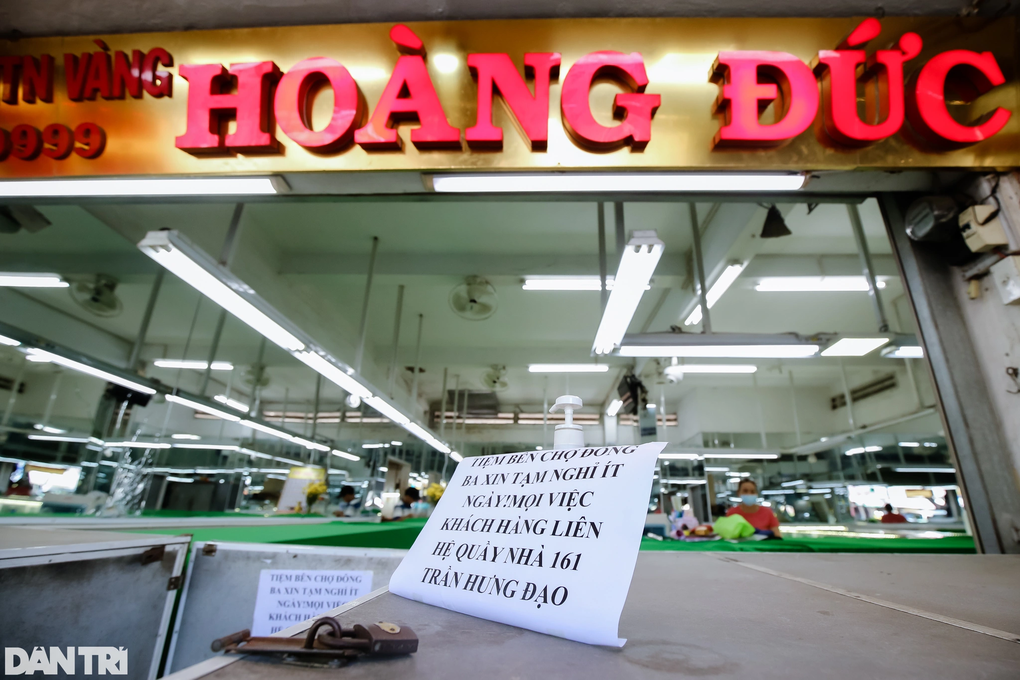 TN VÀNG HOÀNG ĐỨC
9999
TIỆM BÊN CHỢ ĐÔNG
BA XIN TẠM NGHỈ ÍT
NGÀY!MỌI VIỆC
KHÁCH HÀNG LIÊN
HỆ QUẦY NHÀ 161
TRẦN HƯNG ĐẠO
TIỆM BÊN CHỢ ĐÔNG
BA XIN TẠM NGHỈ ÍT
NGÀY!MỌI VIỆC
KHÁCH
DÂN TRÍ